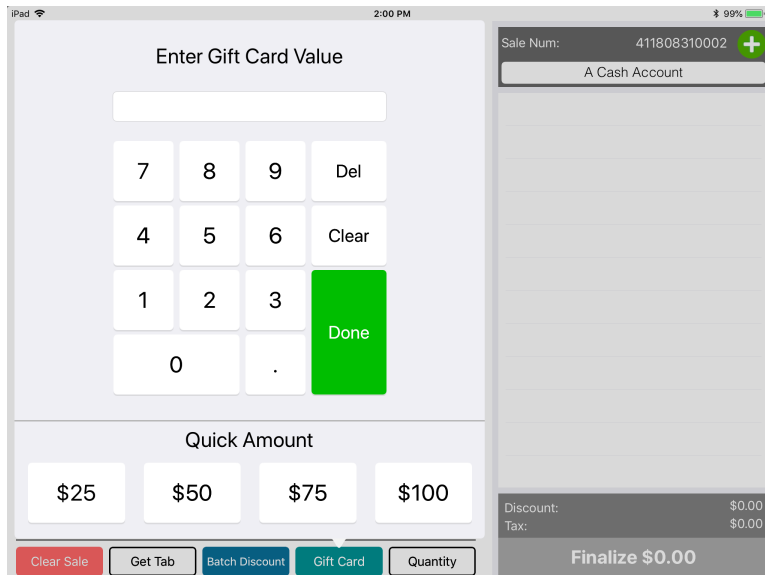 iPad 2:00 PM 99%
Enter Gift Card Value
7 8 9 Del
4 5 6 Clear
1 2 3
Done
0 .
Quick Amount
$25 $50 $75 $100
Clear Sale Get Tab Batch Discount Gift Card Quantity
Sale Num: 411808310002
A Cash Account
Discount: $0.00
Tax: $0.00
Finalize $0.00